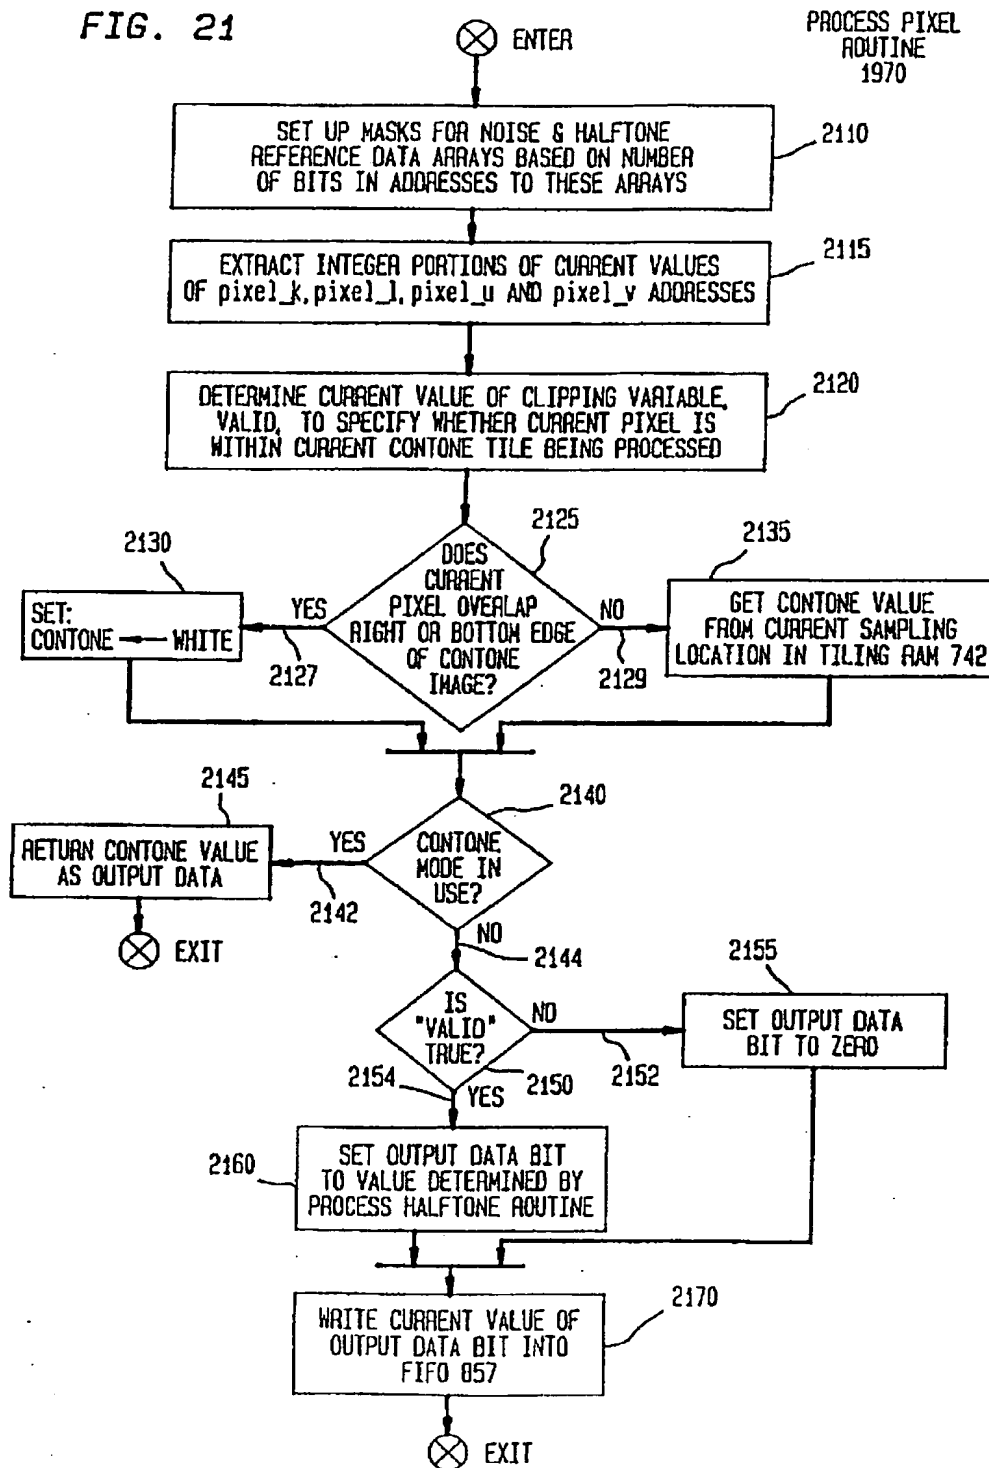 FIG. 21
PROCESS PIXEL
ROUTINE
1970
ENTER
SET UP MASKS FOR NOISE & HALFTONE
REFERENCE DATA ARRAYS BASED ON NUMBER
OF BITS IN ADDRESSES TO THESE ARRAYS
2110
EXTRACT INTEGER PORTIONS OF CURRENT VALUES
OF pixel_k, pixel_l, pixel_u AND pixel_v ADDRESSES
2115
DETERMINE CURRENT VALUE OF CLIPPING VARIABLE,
VALID, TO SPECIFY WHETHER CURRENT PIXEL IS
WITHIN CURRENT CONTONE TILE BEING PROCESSED
2120
2125
DOES
CURRENT
PIXEL OVERLAP
RIGHT OR BOTTOM EDGE
OF CONTONE
IMAGE?
2130
YES
2127
SET:
CONTONE ← WHITE
NO
2129
2135
GET CONTONE VALUE
FROM CURRENT SAMPLING
LOCATION IN TILING RAM 742
2140
CONTONE
MODE IN
USE?
2145
YES
2142
RETURN CONTONE VALUE
AS OUTPUT DATA
EXIT
NO
2144
IS
"VALID"
TRUE?
2150
NO
2152
2155
SET OUTPUT DATA
BIT TO ZERO
2154
YES
2160
SET OUTPUT DATA BIT
TO VALUE DETERMINED BY
PROCESS HALFTONE ROUTINE
2170
WRITE CURRENT VALUE OF
OUTPUT DATA BIT INTO
FIFO 857
EXIT